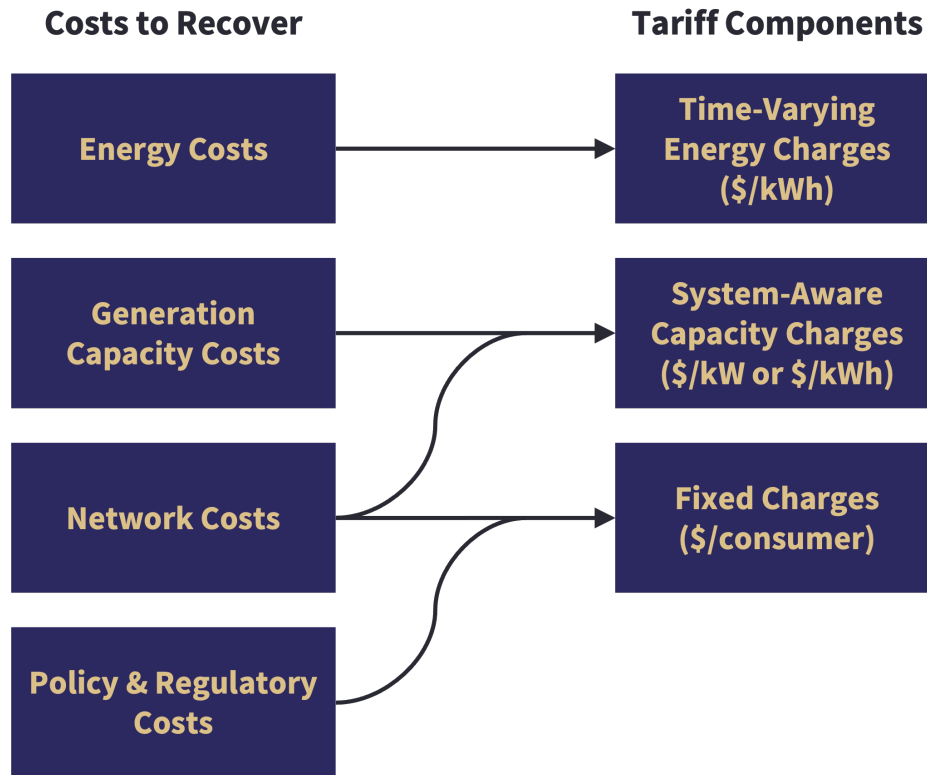 Costs to Recover
Tariff Components
Energy Costs
Time-Varying
Energy Charges
($/kWh)
Generation
Capacity Costs
System-Aware
Capacity Charges
($/kW or $/kWh)
Network Costs
Fixed Charges
($/consumer)
Policy & Regulatory
Costs